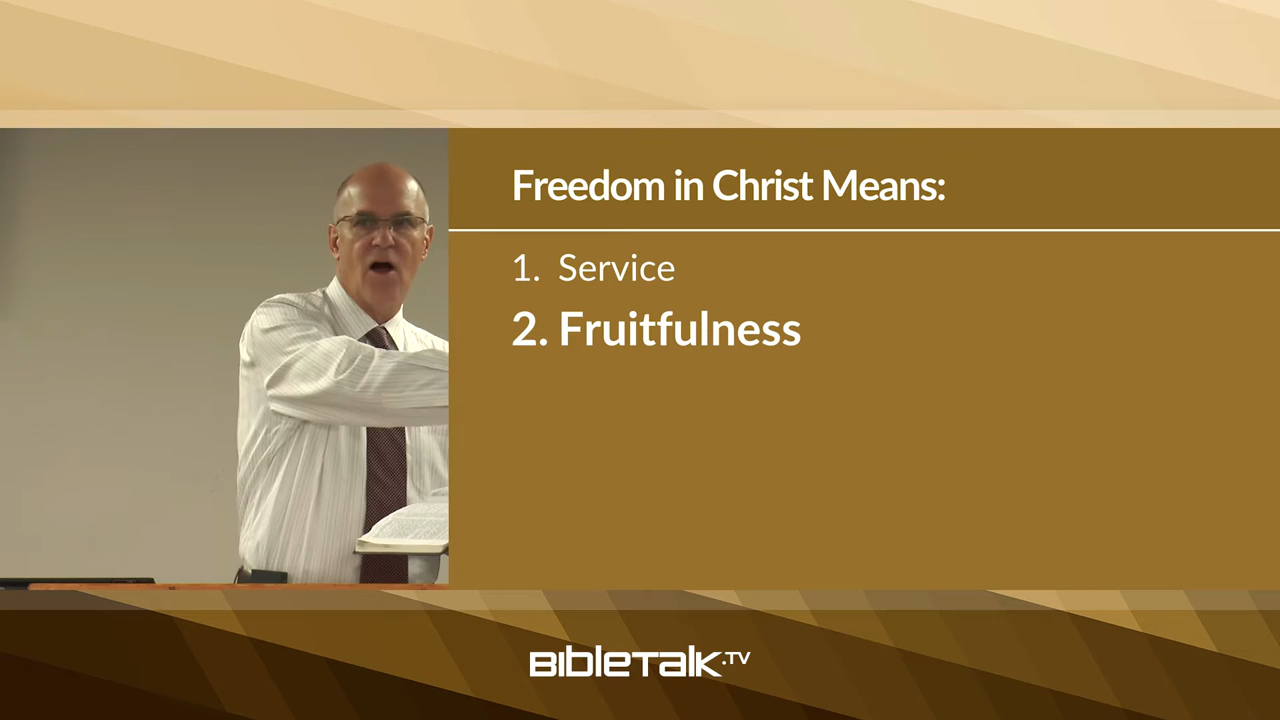 Freedom in Christ Means:
1. Service
2. Fruitfulness
BIBLETALK.TV